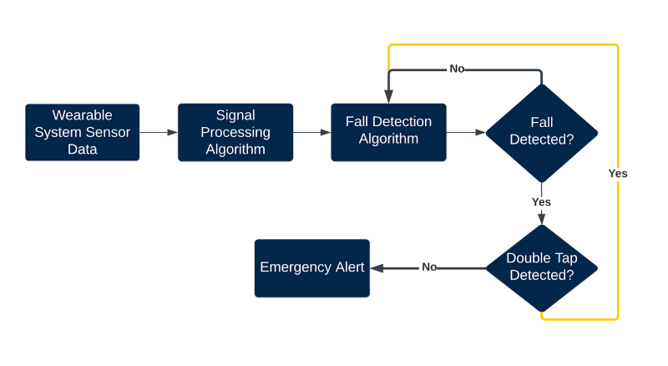 No
Wearable
System Sensor
Data
Signal
Processing
Algorithm
Fall Detection
Algorithm
Fall
Detected?
Yes
Yes
Double Tap
Detected?
No
Emergency Alert